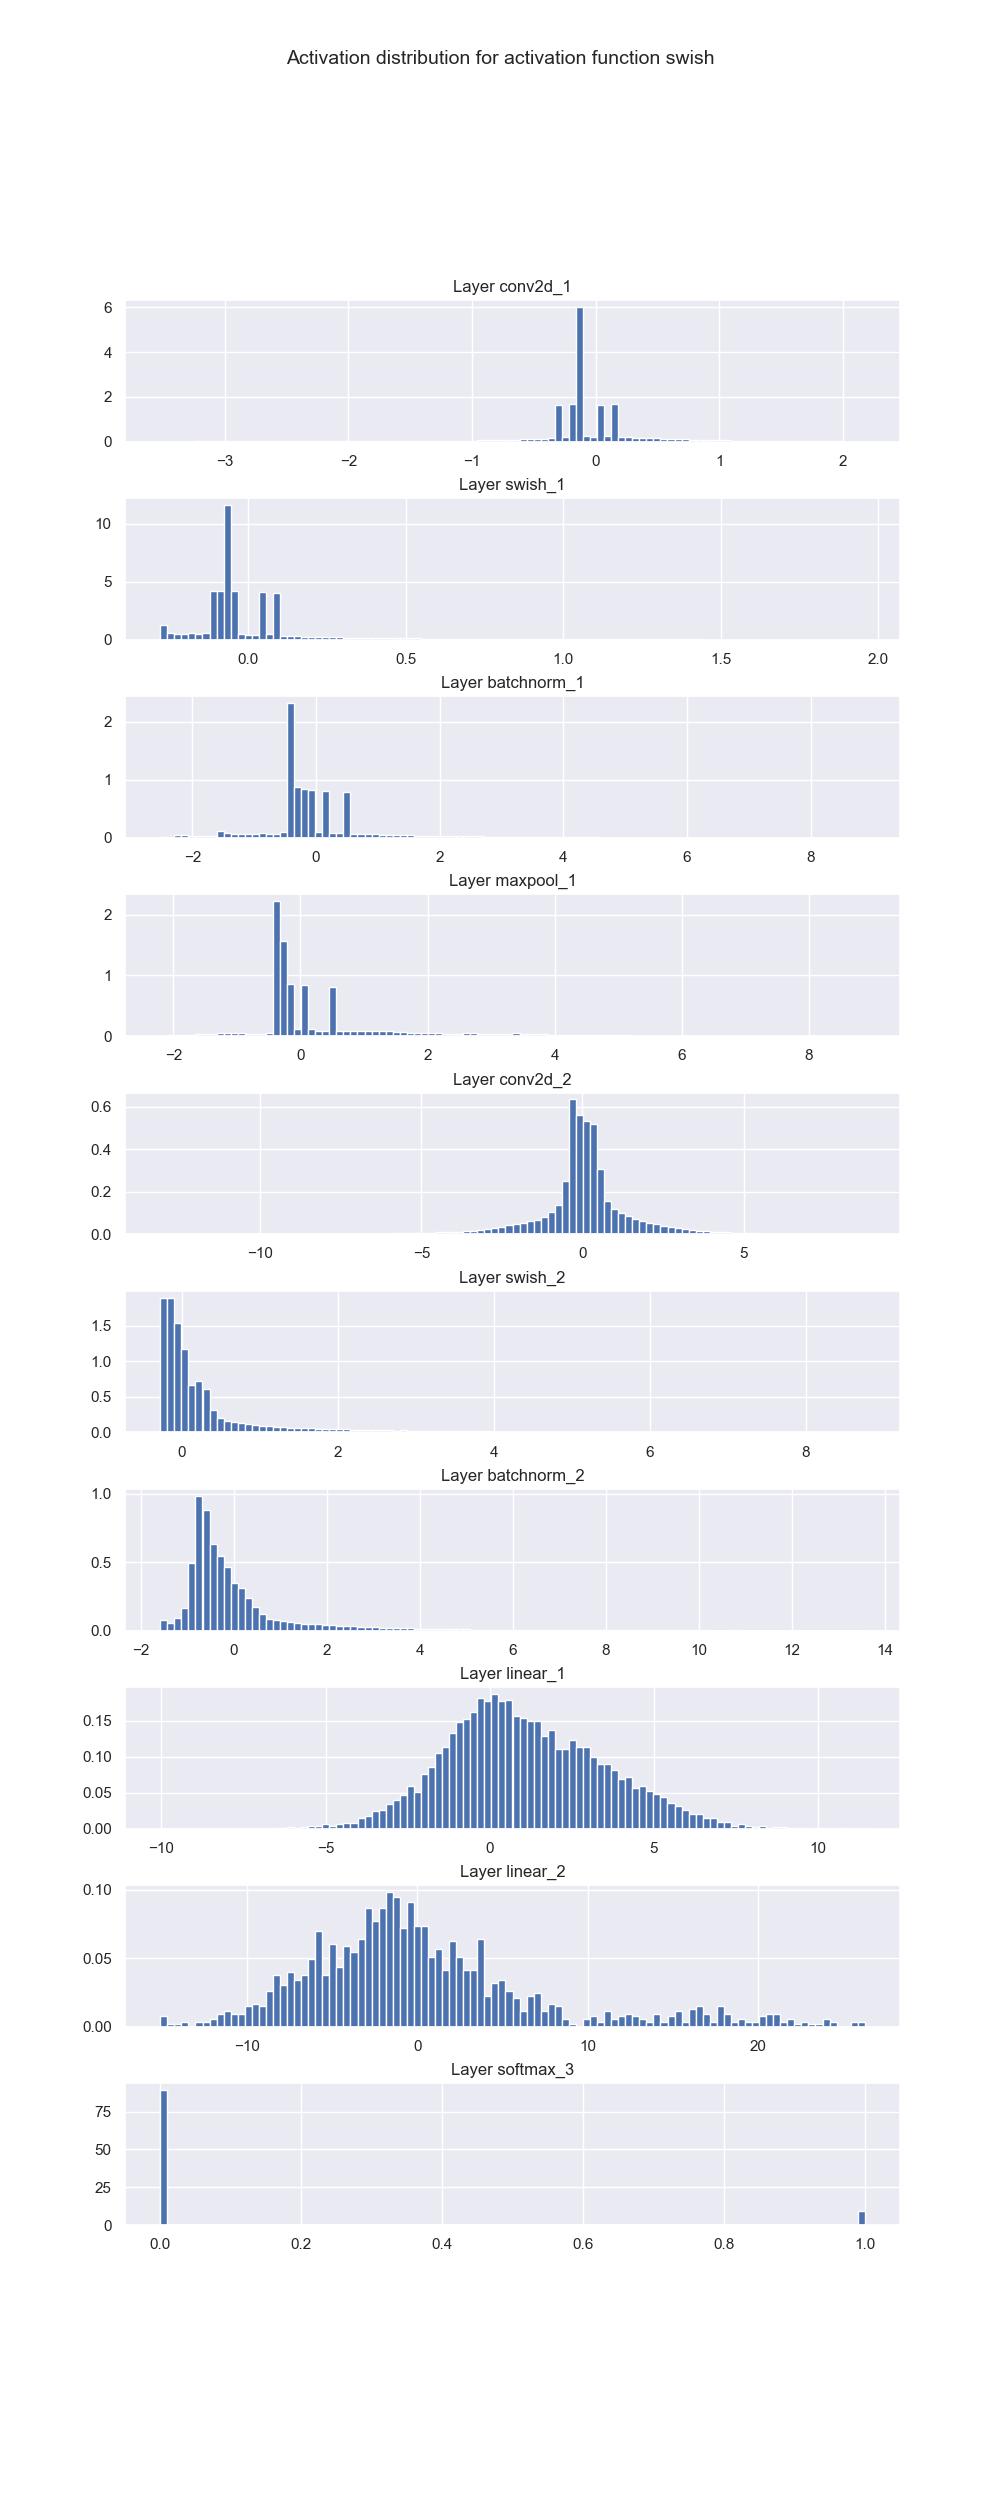 Activation distribution for activation function swish
Layer conv2d_1
6
4
2
0
−3 −2 −1 0 1 2
Layer swish_1
10
5
0
0.0 0.5 1.0 1.5 2.0
Layer batchnorm_1
2
1
0
−2 0 2 4 6 8
Layer maxpool_1
2
1
0
−2 0 2 4 6 8
Layer conv2d_2
0.6
0.4
0.2
0.0
−10 −5 0 5
Layer swish_2
1.5
1.0
0.5
0.0
0 2 4 6 8
Layer batchnorm_2
1.0
0.5
0.0
−2 0 2 4 6 8 10 12 14
Layer linear_1
0.15
0.10
0.05
0.00
−10 −5 0 5 10
Layer linear_2
0.10
0.05
0.00
−10 0 10 20
Layer softmax_3
75
50
25
0
0.0 0.2 0.4 0.6 0.8 1.0